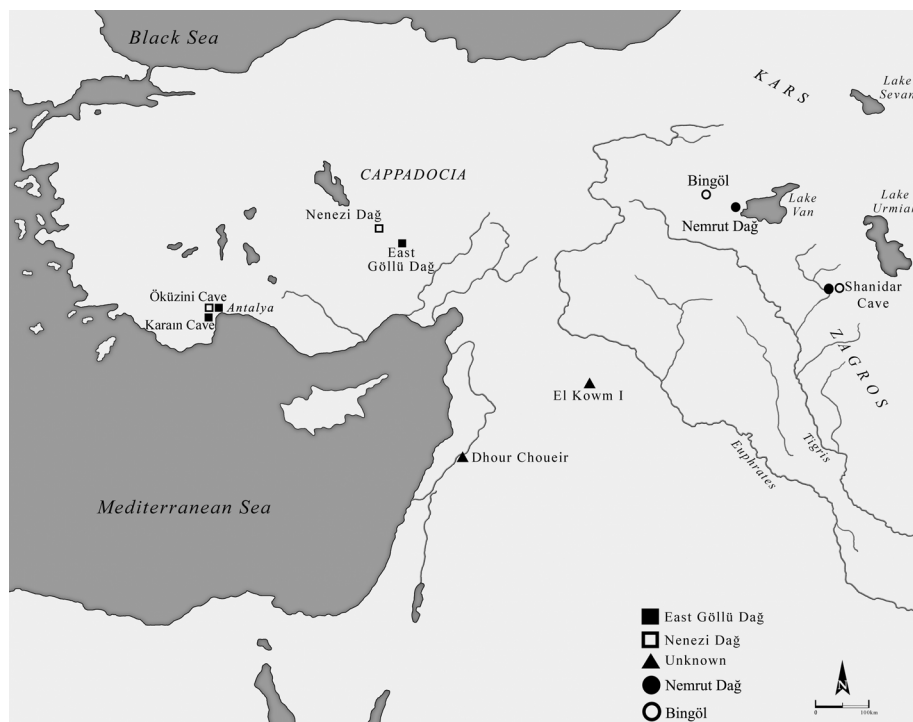 Black Sea
KARS
Lake
Sevan
CAPPADOCIA
Bingöl
Lake
Van
Lake
Urmiah
Nenezi Dağ
Nemrut Dağ
East
Göllü Dağ
Öküzini Cave
Antalya
Karaın Cave
Shanidar
Cave
ZAGROS
El Kowm I
Dhour Choueir
Tigris
Euphrates
Mediterranean Sea
East Göllü Dağ
Nenezi Dağ
Unknown
Nemrut Dağ
Bingöl
N
0 100km